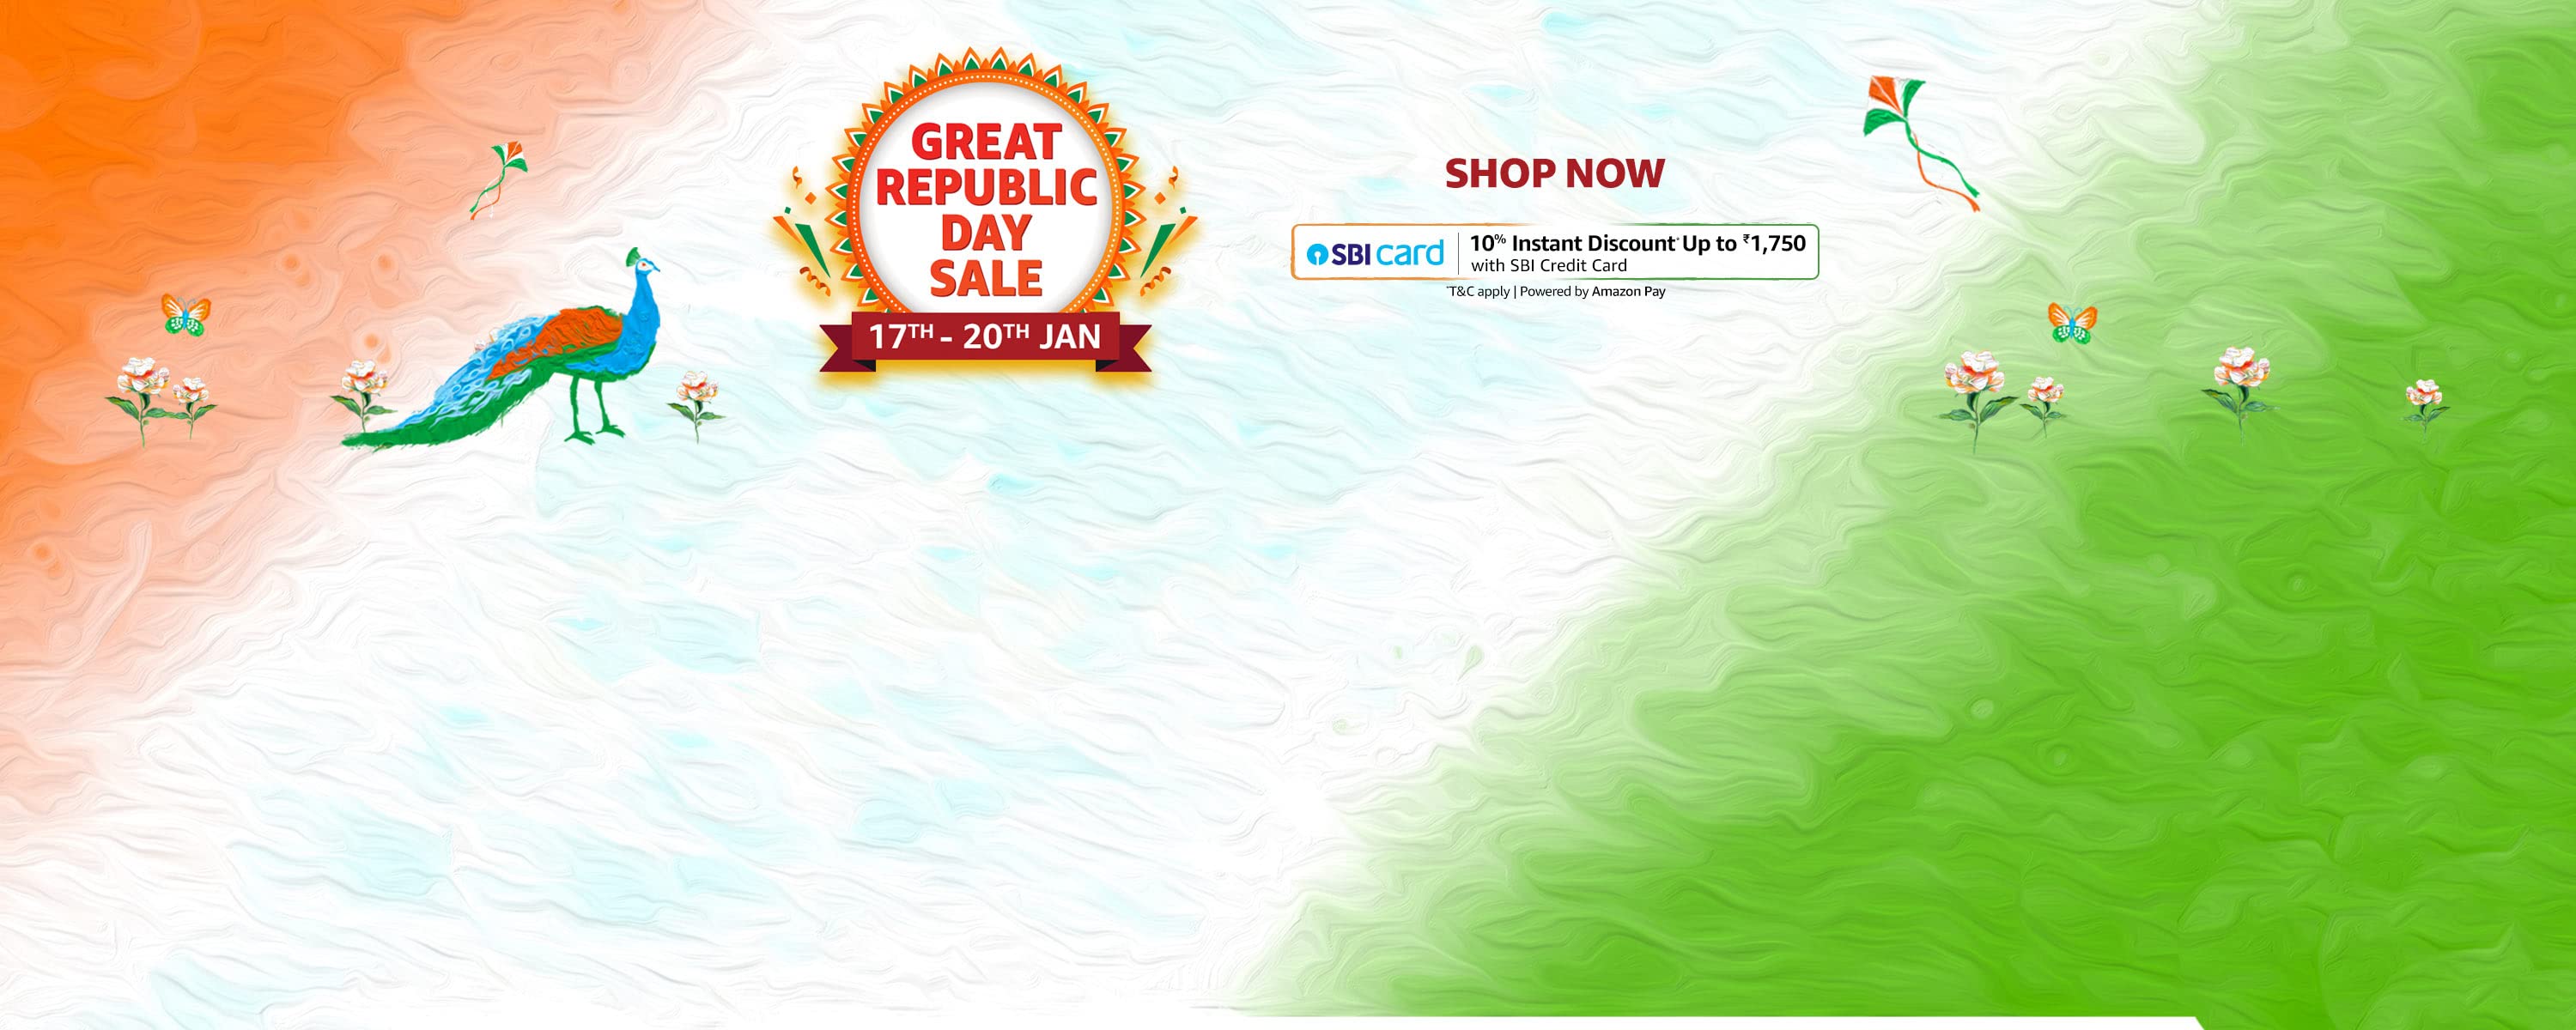 GREAT
REPUBLIC
DAY
SALE
17TH - 20TH JAN
SHOP NOW
SBI card
10% Instant Discount* Up to ₹1,750
with SBI Credit Card
*T&C apply | Powered by Amazon Pay